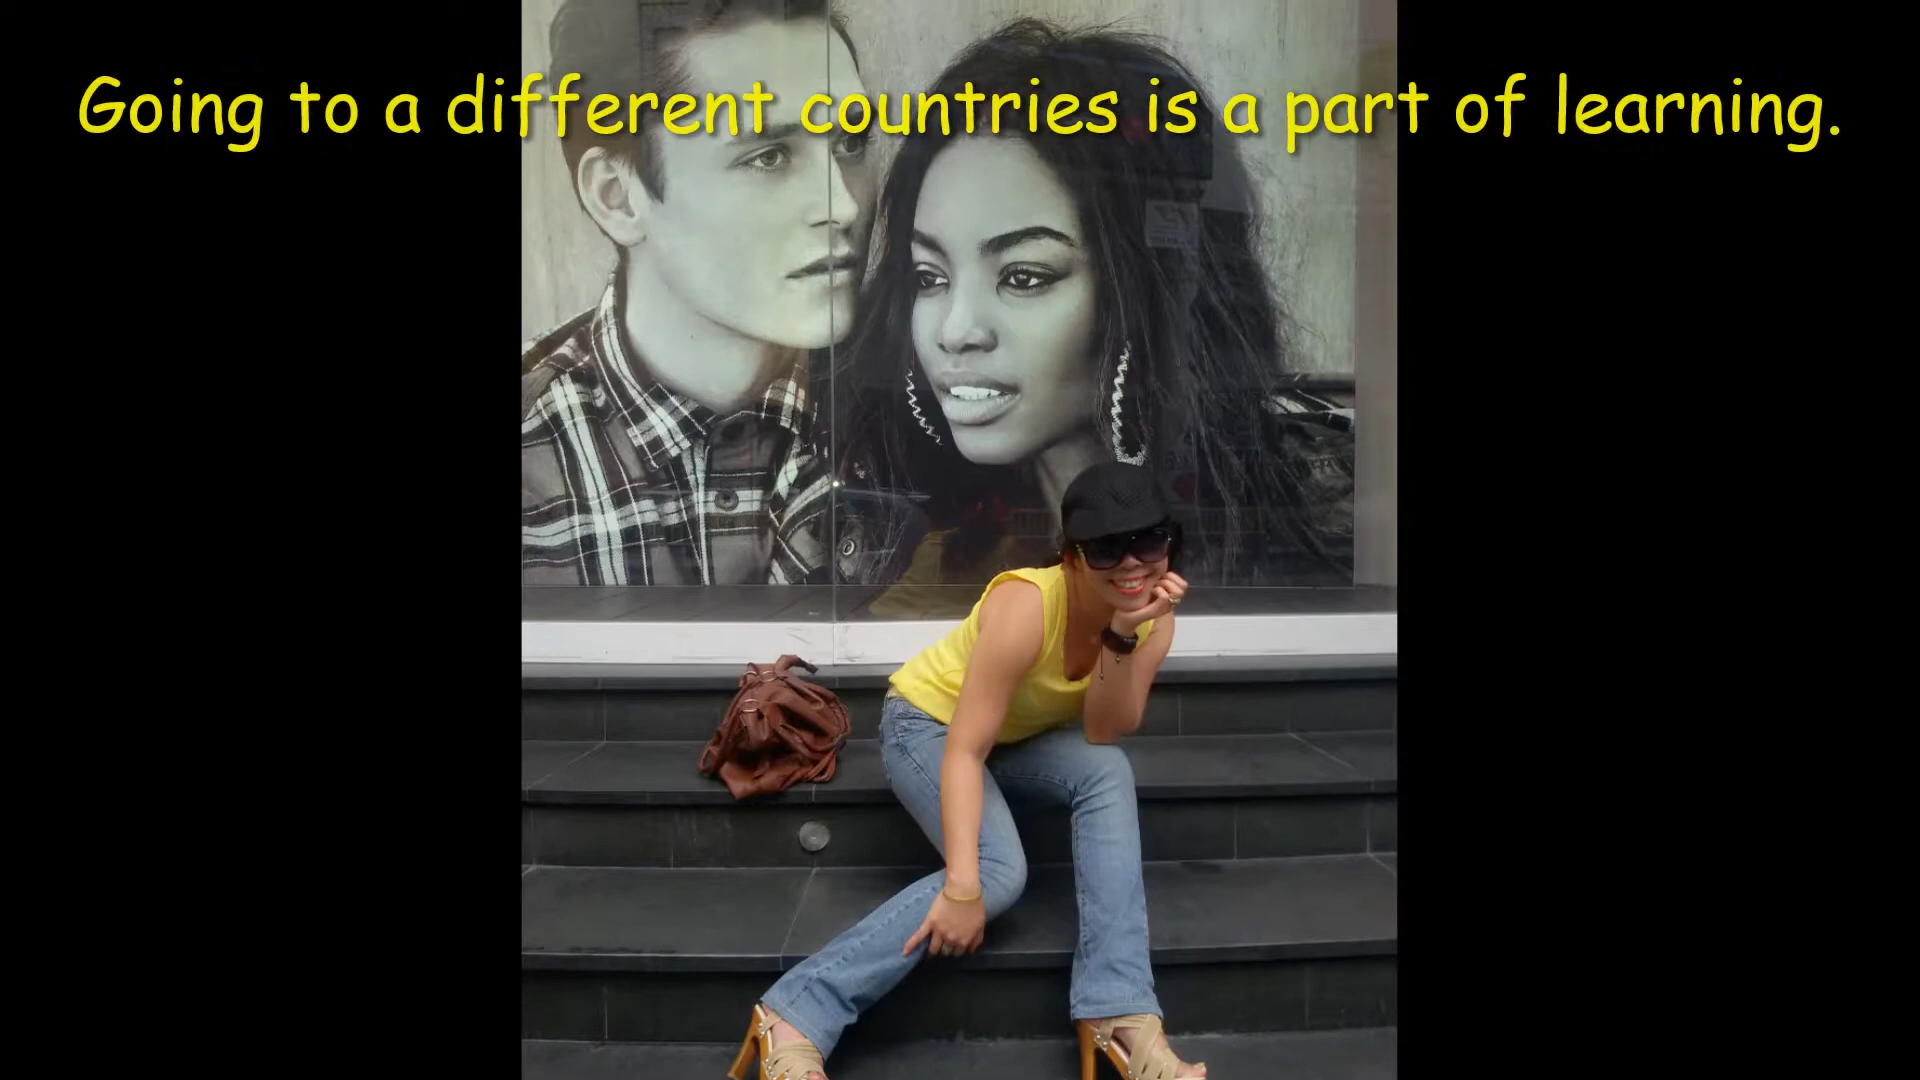 Going to a different countries is a part of learning.